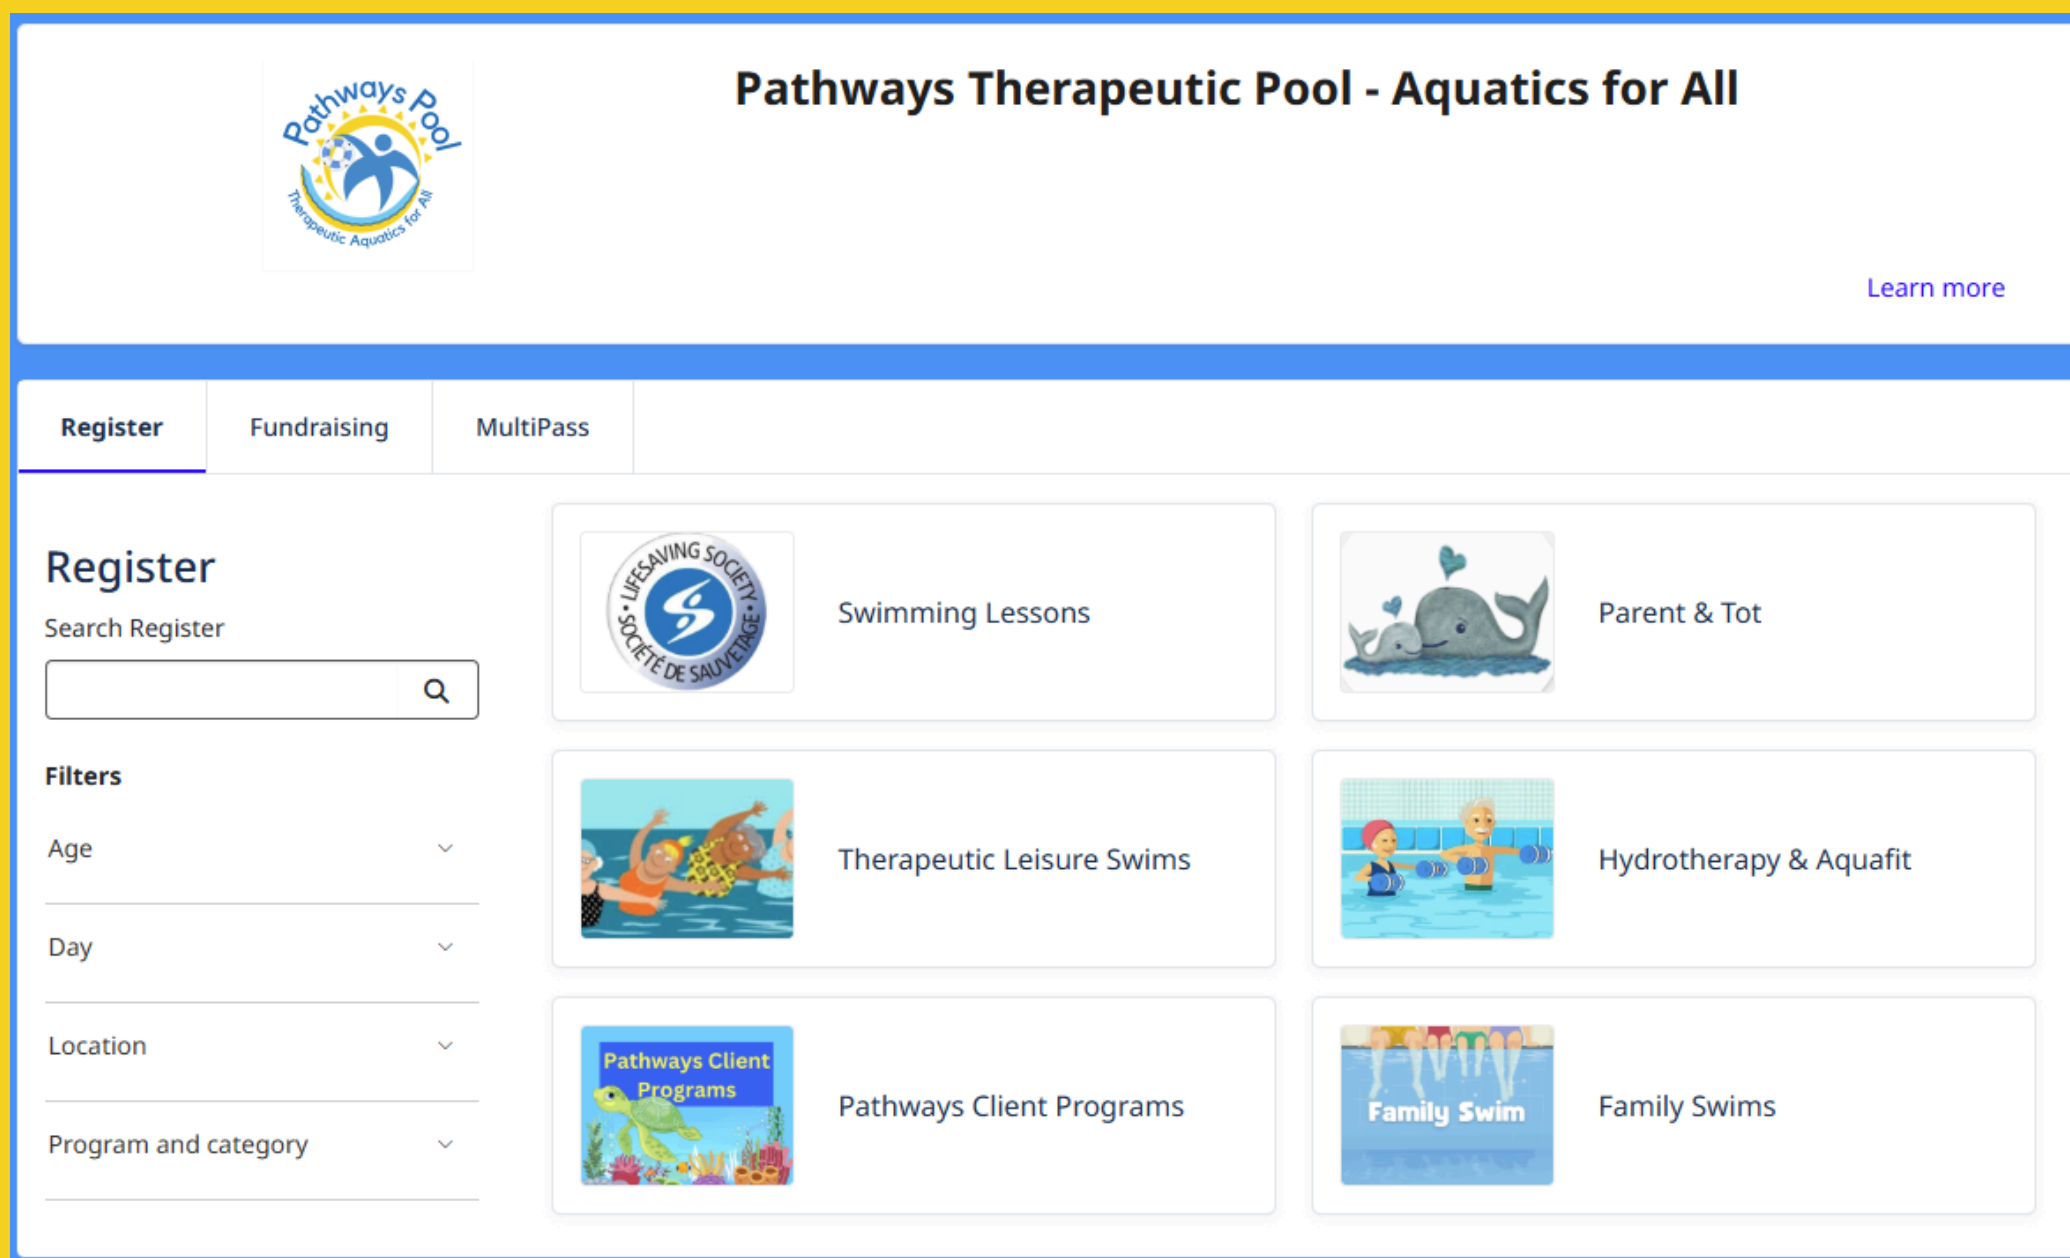 Pathways Pool
Therapeutic Aquatics for All
Pathways Therapeutic Pool - Aquatics for All
Learn more
Register
Fundraising
MultiPass
Register
Search Register
Filters
Age
Day
Location
Program and category
• LIFESAVING SOCIETY •
SOCIÉTÉ DE SAUVETAGE
Swimming Lessons
Parent & Tot
Therapeutic Leisure Swims
Hydrotherapy & Aquafit
Pathways Client
Programs
Pathways Client Programs
Family Swim
Family Swims